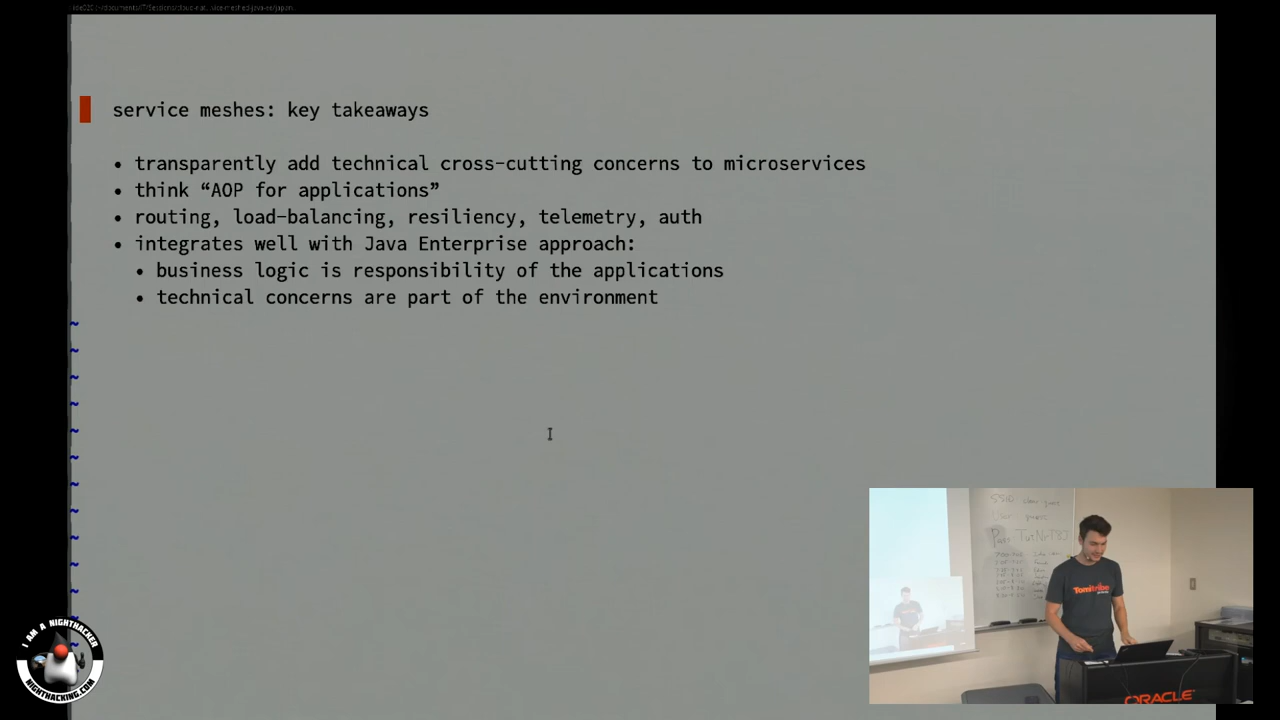 service meshes: key takeaways
• transparently add technical cross-cutting concerns to microservices
• think “AOP for applications”
• routing, load-balancing, resiliency, telemetry, auth
• integrates well with Java Enterprise approach:
• business logic is responsibility of the applications
• technical concerns are part of the environment
~
~
~
~
~
~
~
~
~
~
~
~
~
I AM A NIGHTHACKER
NIGHTHACKING.COM
Tomitribe
ORACLE